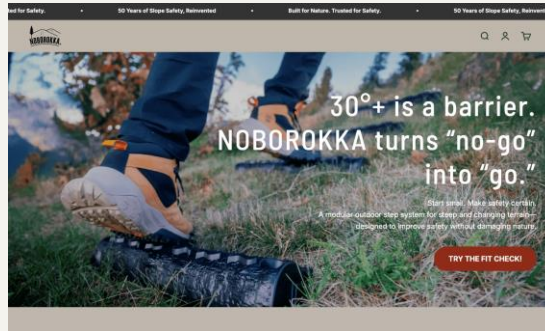 ted for Safety. • 50 Years of Slope Safety, Reinvented • Built for Nature. Trusted for Safety. • 50 Years of Slope Safety, Reinvent
NOBOROKKA
30°+ is a barrier.
NOBOROKKA turns “no-go”
into “go.”
Start small. Make safety certain.
A modular outdoor step system for steep and changing terrain—
designed to improve safety without damaging nature.
TRY THE FIT CHECK!